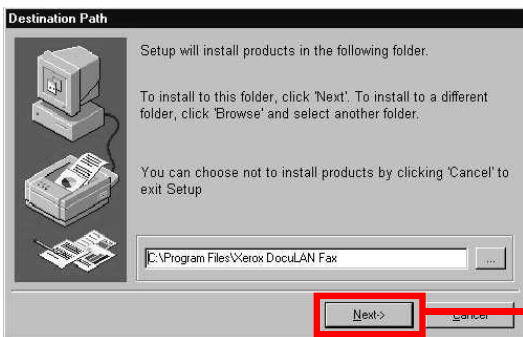 Destination Path
Setup will install products in the following folder.
To install to this folder, click 'Next'. To install to a different
folder, click 'Browse' and select another folder.
You can choose not to install products by clicking 'Cancel' to
exit Setup
C:\Program Files\Xerox DocuLAN Fax
...
Next-> Cancel